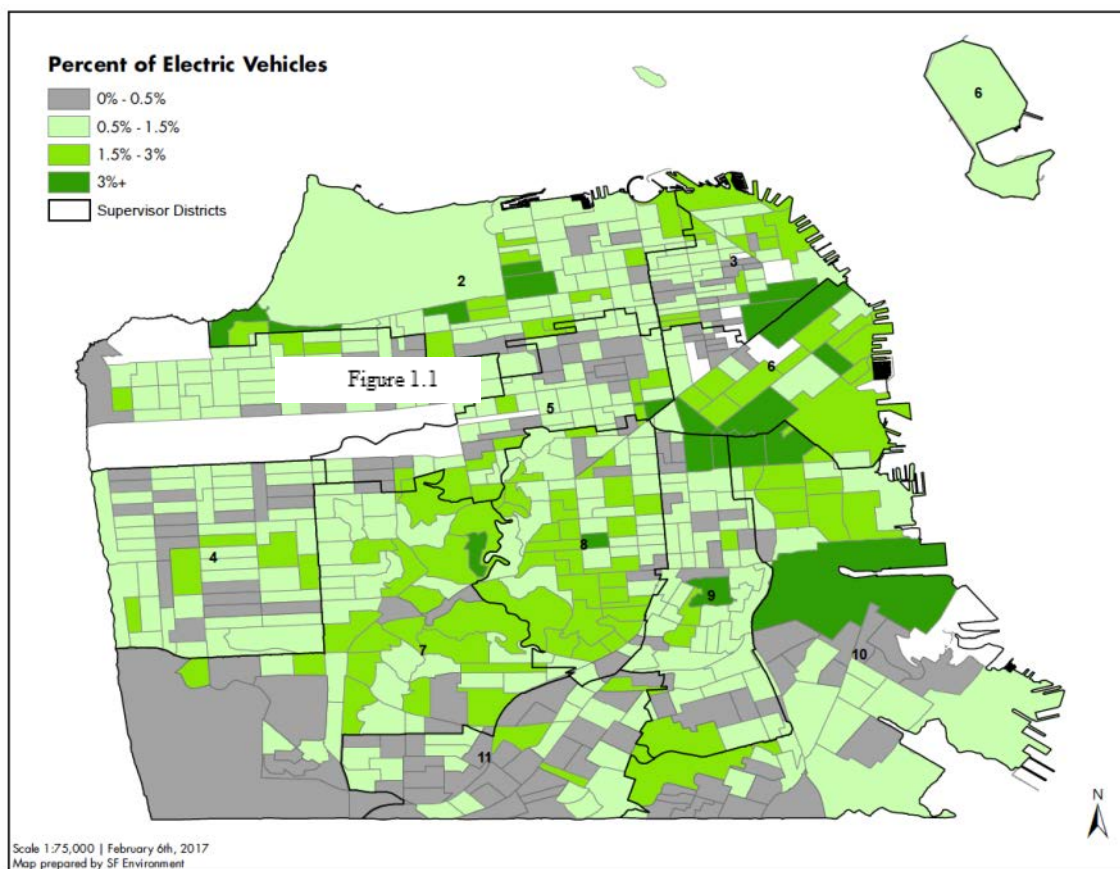 Percent of Electric Vehicles
0% - 0.5%
0.5% - 1.5%
1.5% - 3%
3%+
Supervisor Districts
6
2
3
Figure 1.1
6
5
4
8
9
7
10
11
N
Scale 1:75,000 | February 6th, 2017
Map prepared by SF Environment